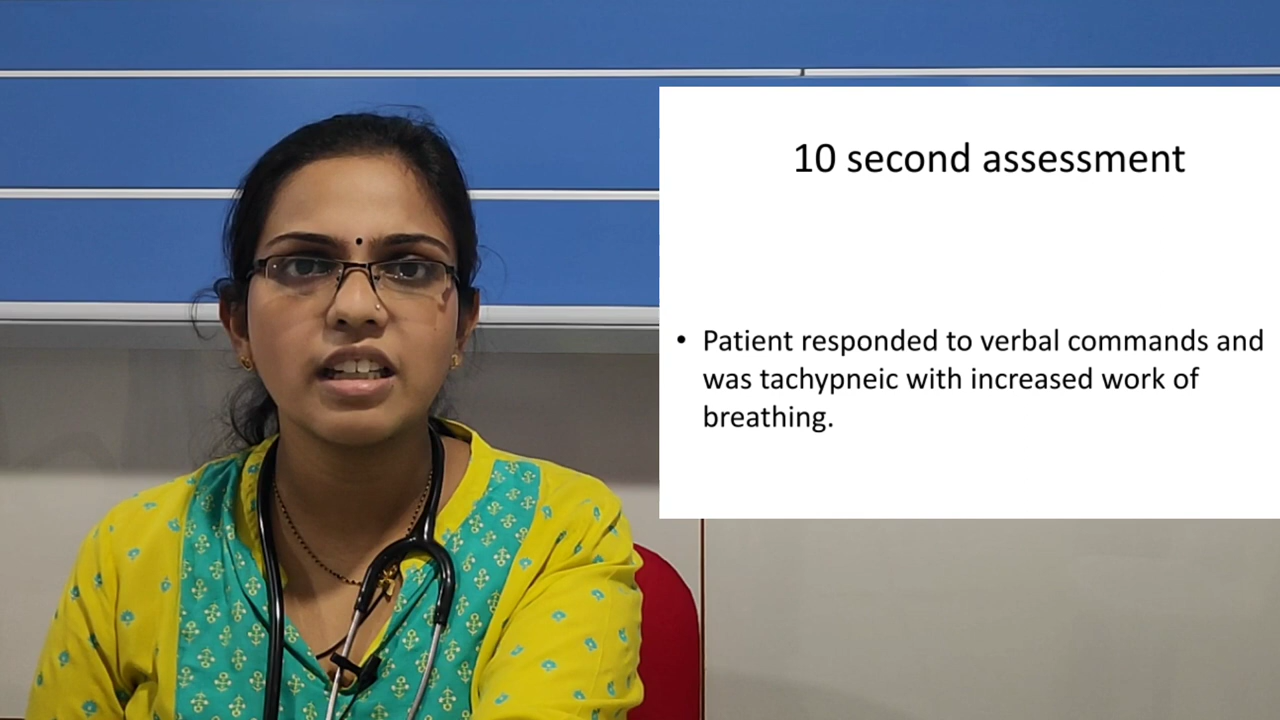 10 second assessment
• Patient responded to verbal commands and
was tachypneic with increased work of
breathing.